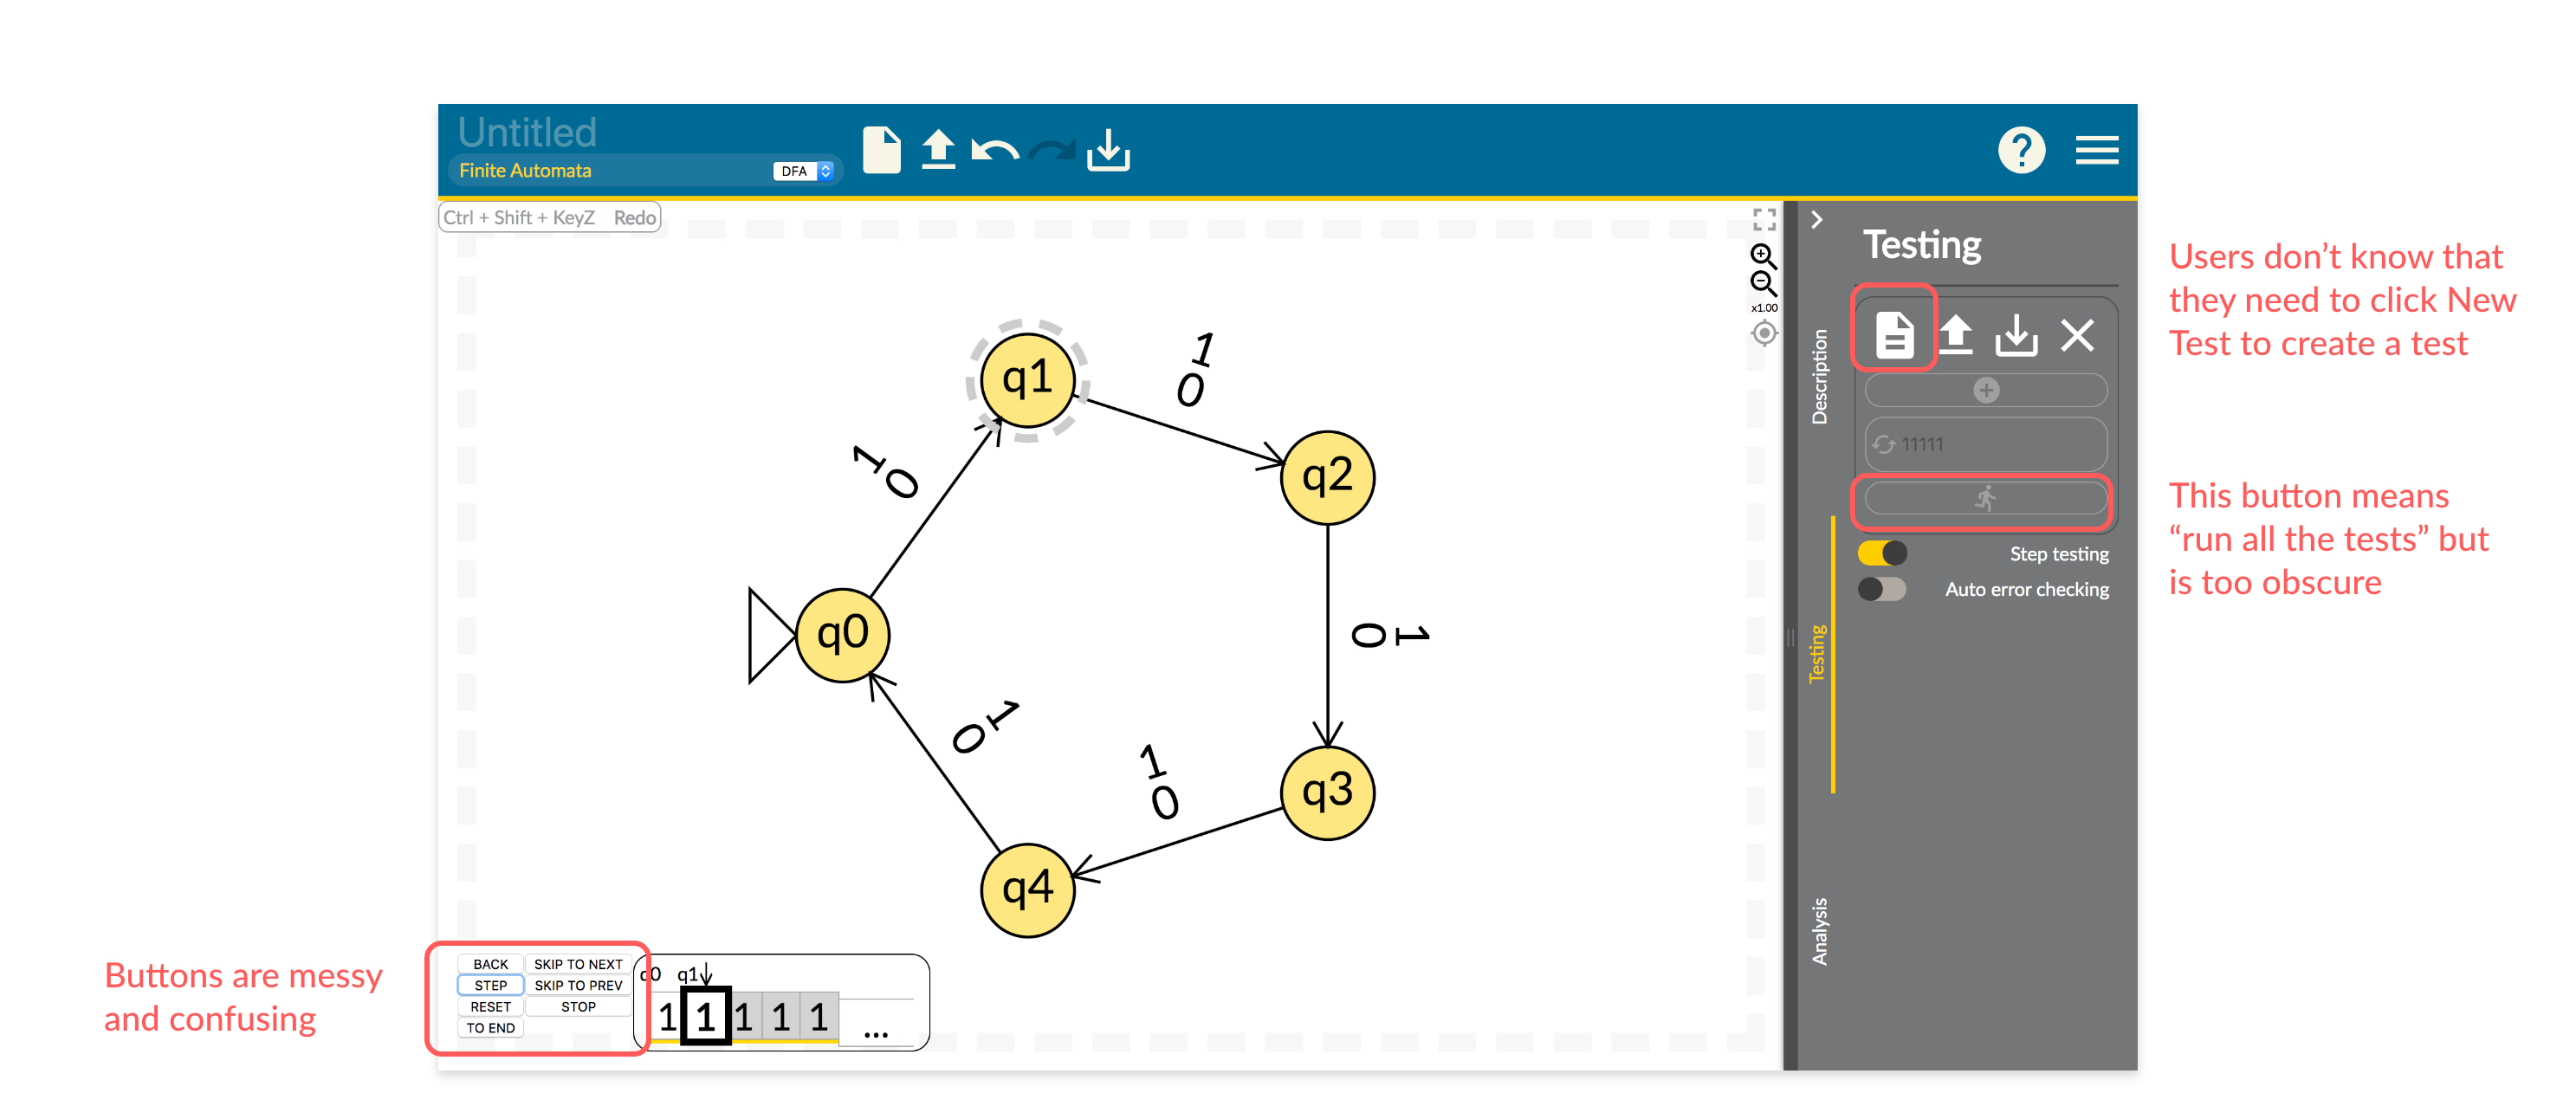 Untitled
Finite Automata
DFA
?
Ctrl + Shift + KeyZ Redo
x1.00
q1
1
0
1
0
q2
q0
1
0
1
0
1
0
q3
q4
BACK SKIP TO NEXT
STEP SKIP TO PREV
RESET STOP
TO END
q0 q1
1 1 1 1 1 ...
Description
Testing
Analysis
Testing
11111
Step testing
Auto error checking
Users don’t know that
they need to click New
Test to create a test
This button means
“run all the tests” but
is too obscure
Buttons are messy
and confusing